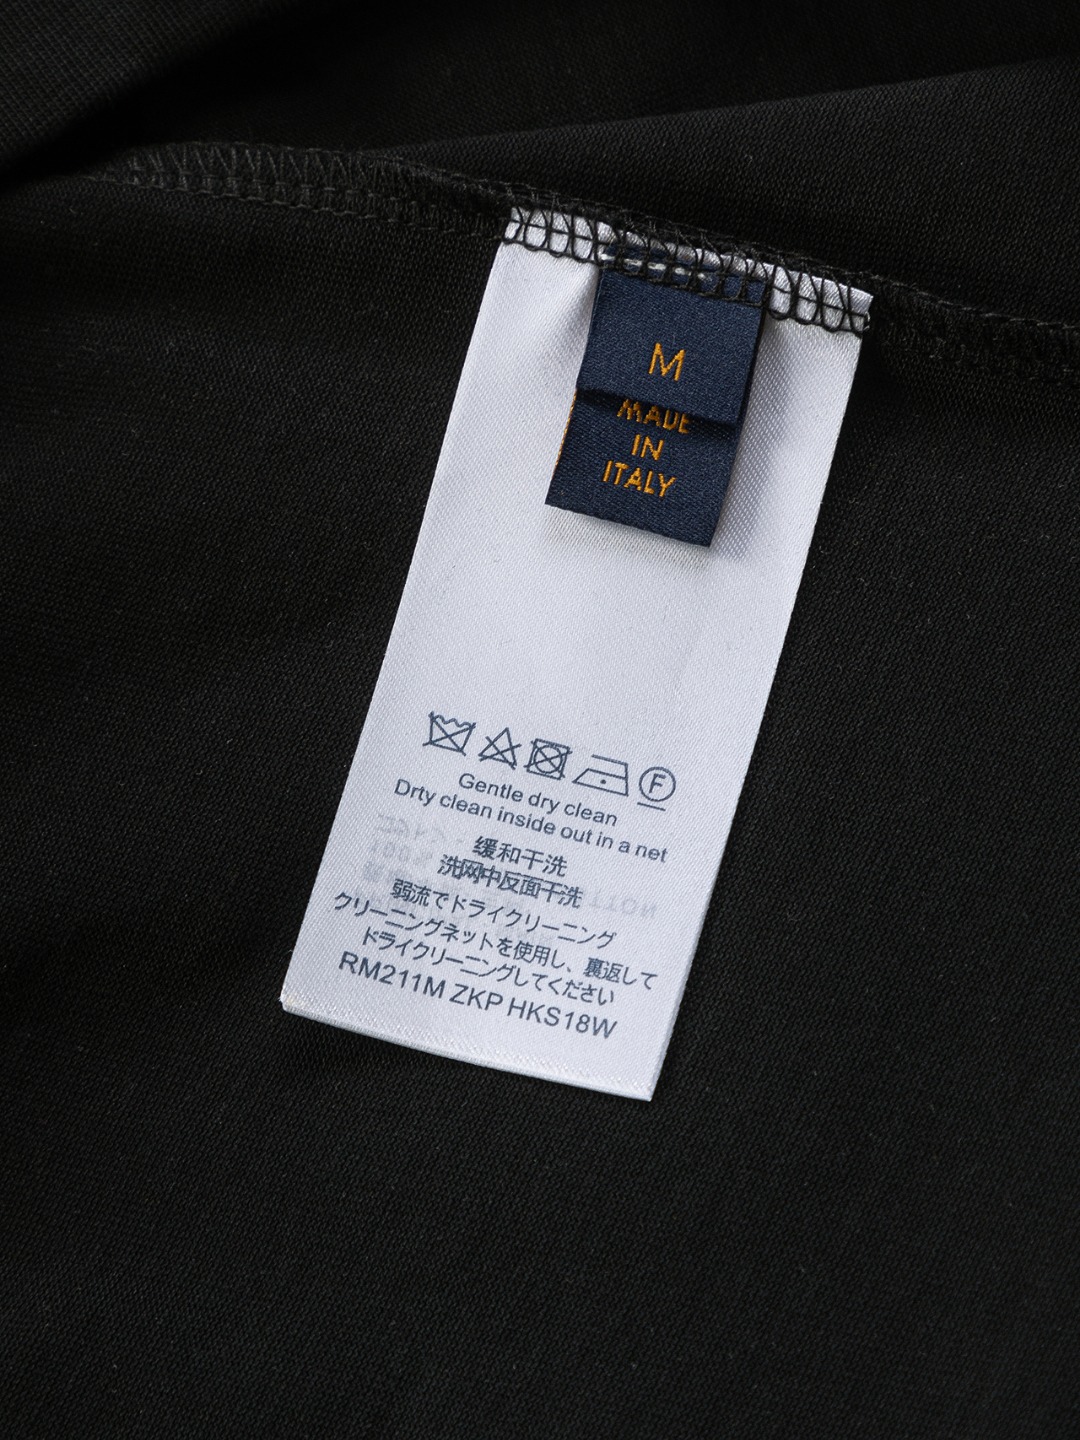 M
MADE
IN
ITALY
F
Gentle dry clean
Drty clean inside out in a net
缓和干洗
洗网中反面干洗
弱流でドライクリーニング
クリーニングネットを使用し、裏返して
ドライクリーニングしてください
RM211M ZKP HKS18W